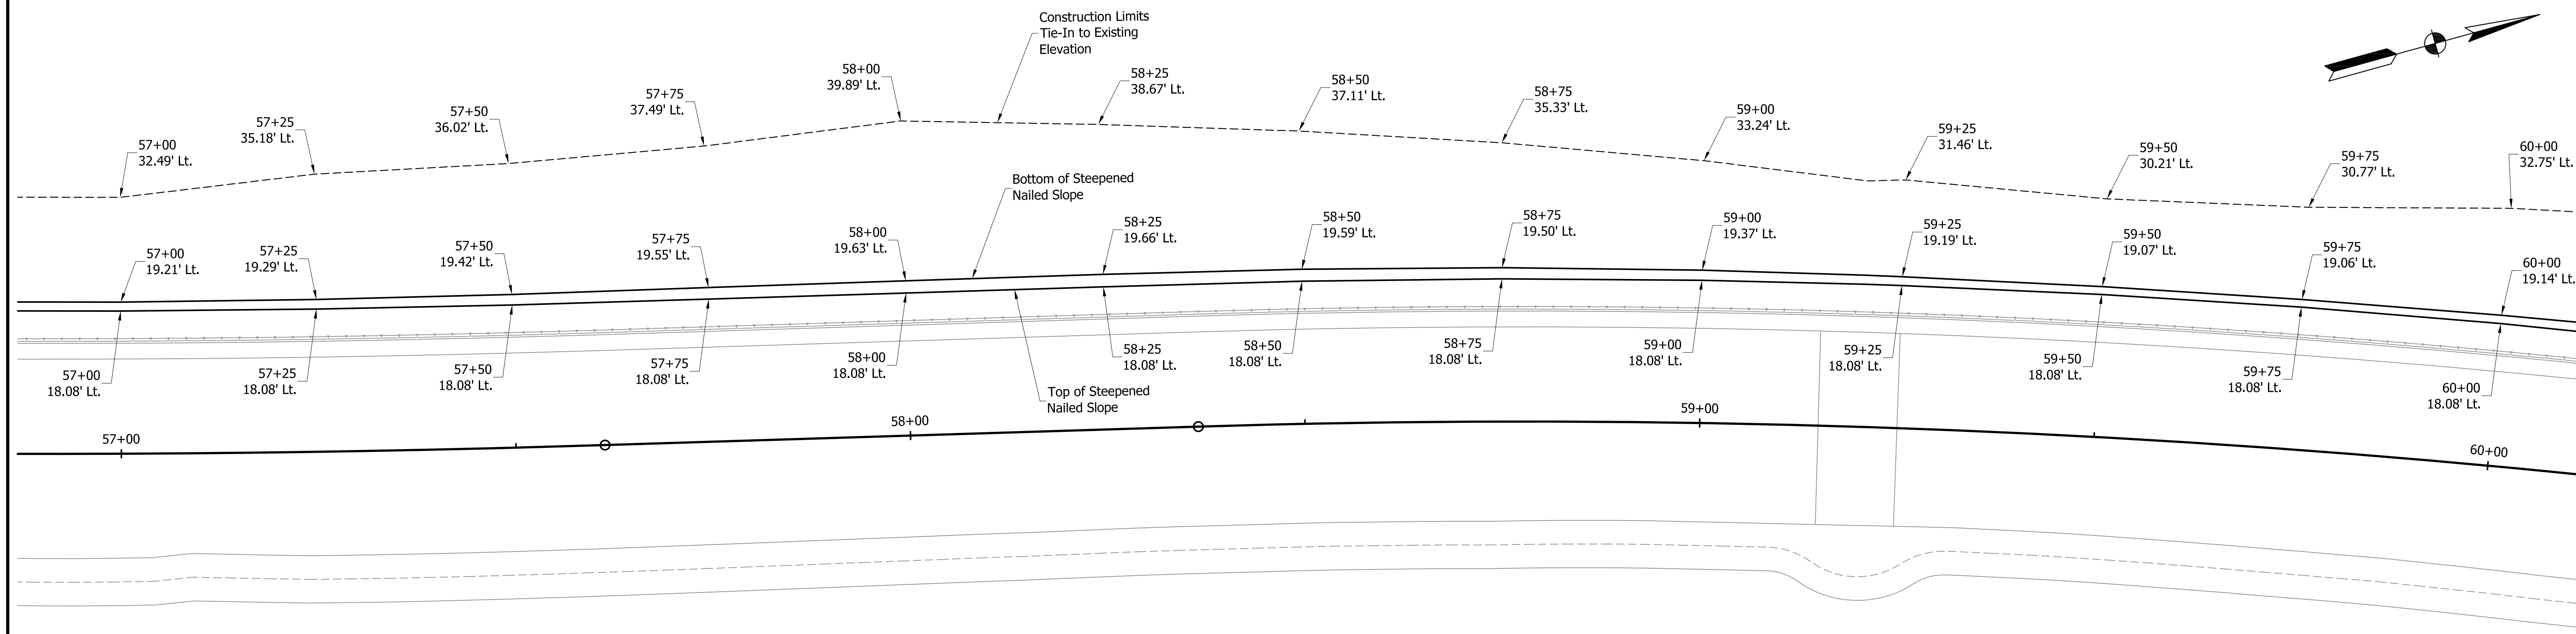 Construction Limits
Tie-In to Existing
Elevation
57+00
32.49' Lt.
57+25
35.18' Lt.
57+50
36.02' Lt.
57+75
37.49' Lt.
58+00
39.89' Lt.
58+25
38.67' Lt.
58+50
37.11' Lt.
58+75
35.33' Lt.
59+00
33.24' Lt.
59+25
31.46' Lt.
59+50
30.21' Lt.
59+75
30.77' Lt.
60+00
32.75' Lt.
Bottom of Steepened
Nailed Slope
57+00
19.21' Lt.
57+25
19.29' Lt.
57+50
19.42' Lt.
57+75
19.55' Lt.
58+00
19.63' Lt.
58+25
19.66' Lt.
58+50
19.59' Lt.
58+75
19.50' Lt.
59+00
19.37' Lt.
59+25
19.19' Lt.
59+50
19.07' Lt.
59+75
19.06' Lt.
60+00
19.14' Lt.
57+00
18.08' Lt.
57+25
18.08' Lt.
57+50
18.08' Lt.
57+75
18.08' Lt.
58+00
18.08' Lt.
58+25
18.08' Lt.
58+50
18.08' Lt.
58+75
18.08' Lt.
59+00
18.08' Lt.
59+25
18.08' Lt.
59+50
18.08' Lt.
59+75
18.08' Lt.
60+00
18.08' Lt.
Top of Steepened
Nailed Slope
57+00
58+00
59+00
60+00